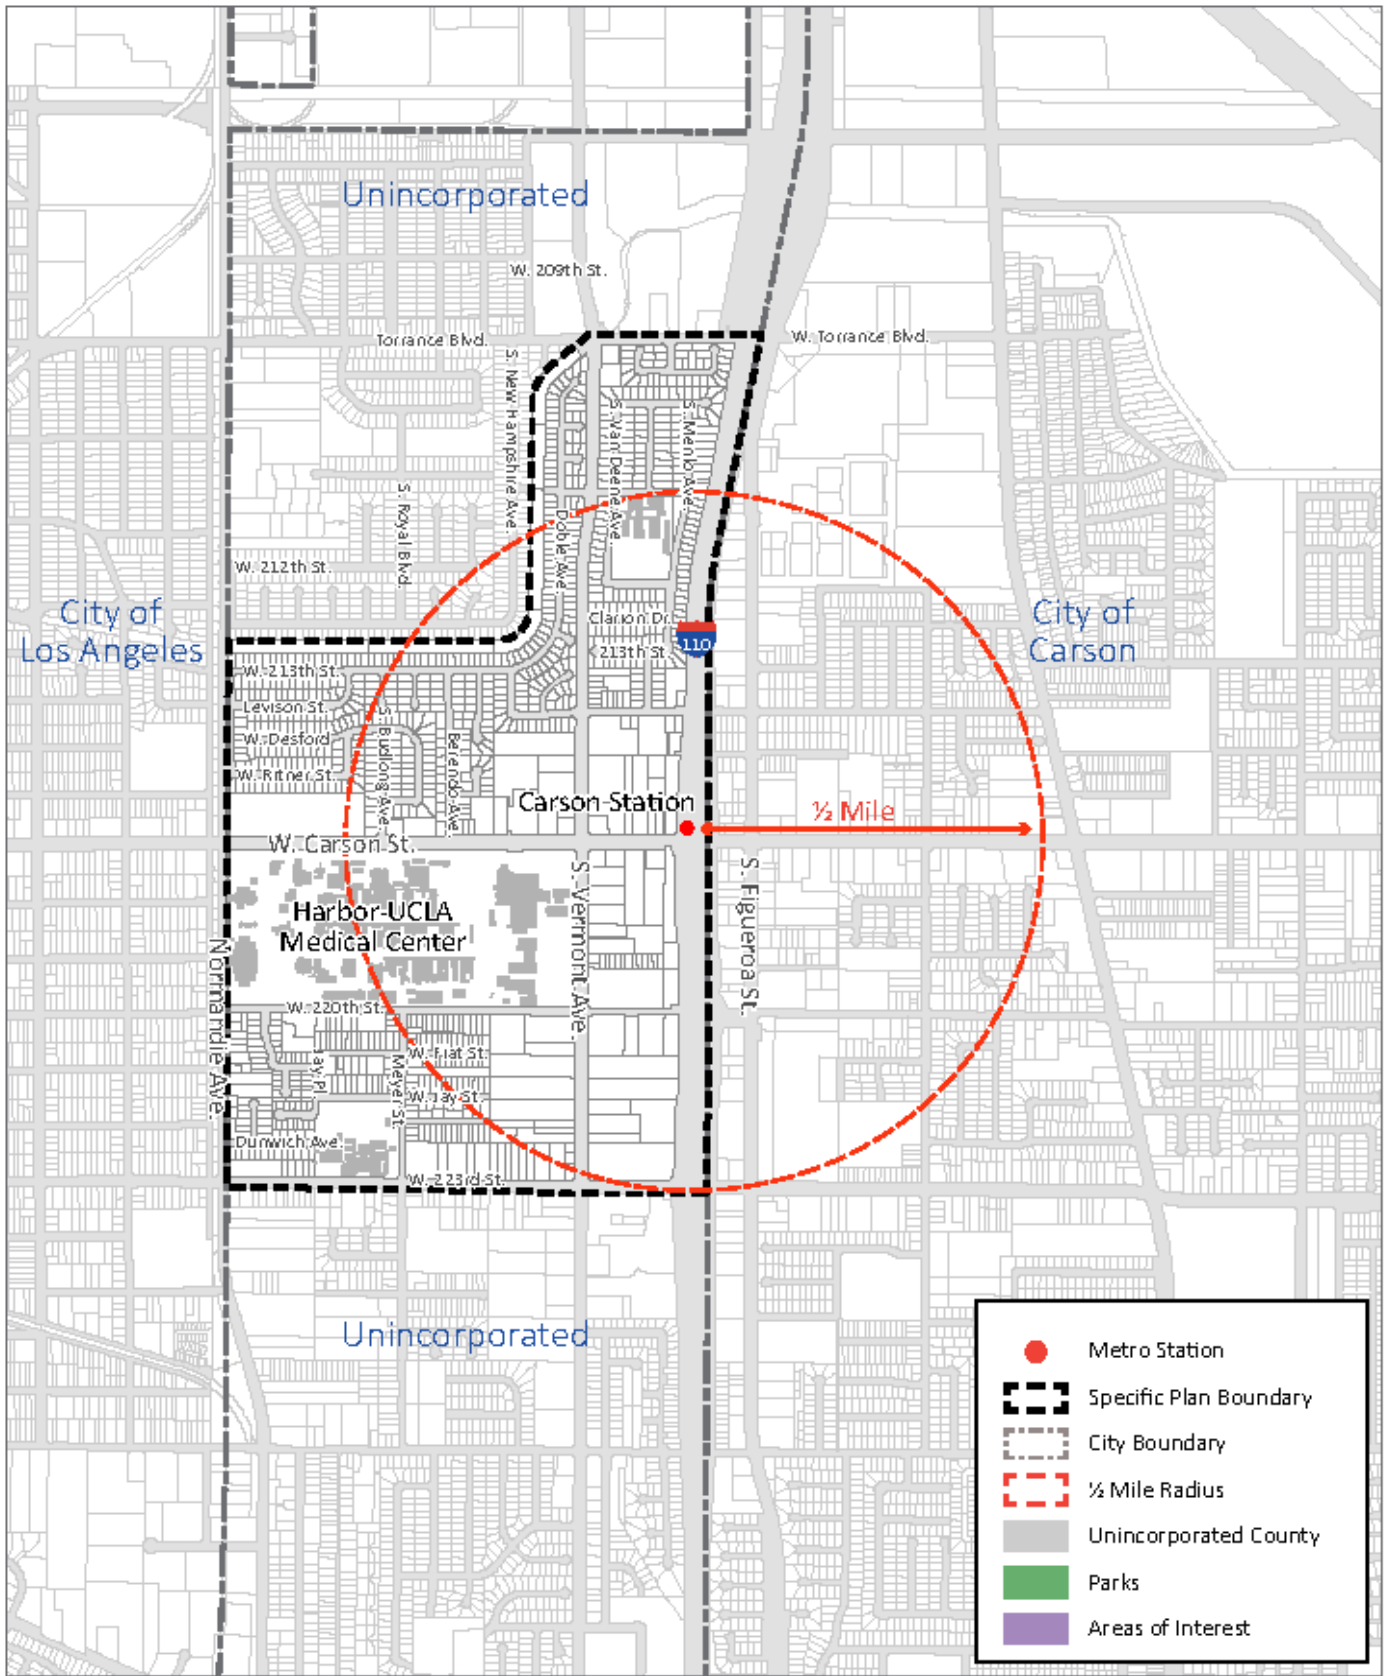 Unincorporated
W. 209th St.
Torrance Blvd.
W. Torrance Blvd.
S. New Hampshire Ave.
S. Van Deene Ave.
S. Menlo Ave.
S. Royal Blvd.
Doble Ave.
W. 212th St.
City of
Los Angeles
Clarion Dr.
110
213th St.
City of
Carson
W. 213th St.
Levison St.
W. Desford
W. Ritner St.
S. Budlong Ave.
Berendo Ave.
Carson Station
½ Mile
W. Carson St.
Harbor-UCLA
Medical Center
S. Vermont Ave.
S. Figueroa St.
Normandie Ave.
W. 220th St.
W. Flat St.
Jay Pl.
Meyer St.
W. Jay St.
Dunwich Ave.
W. 223rd St.
Unincorporated
Metro Station
Specific Plan Boundary
City Boundary
½ Mile Radius
Unincorporated County
Parks
Areas of Interest